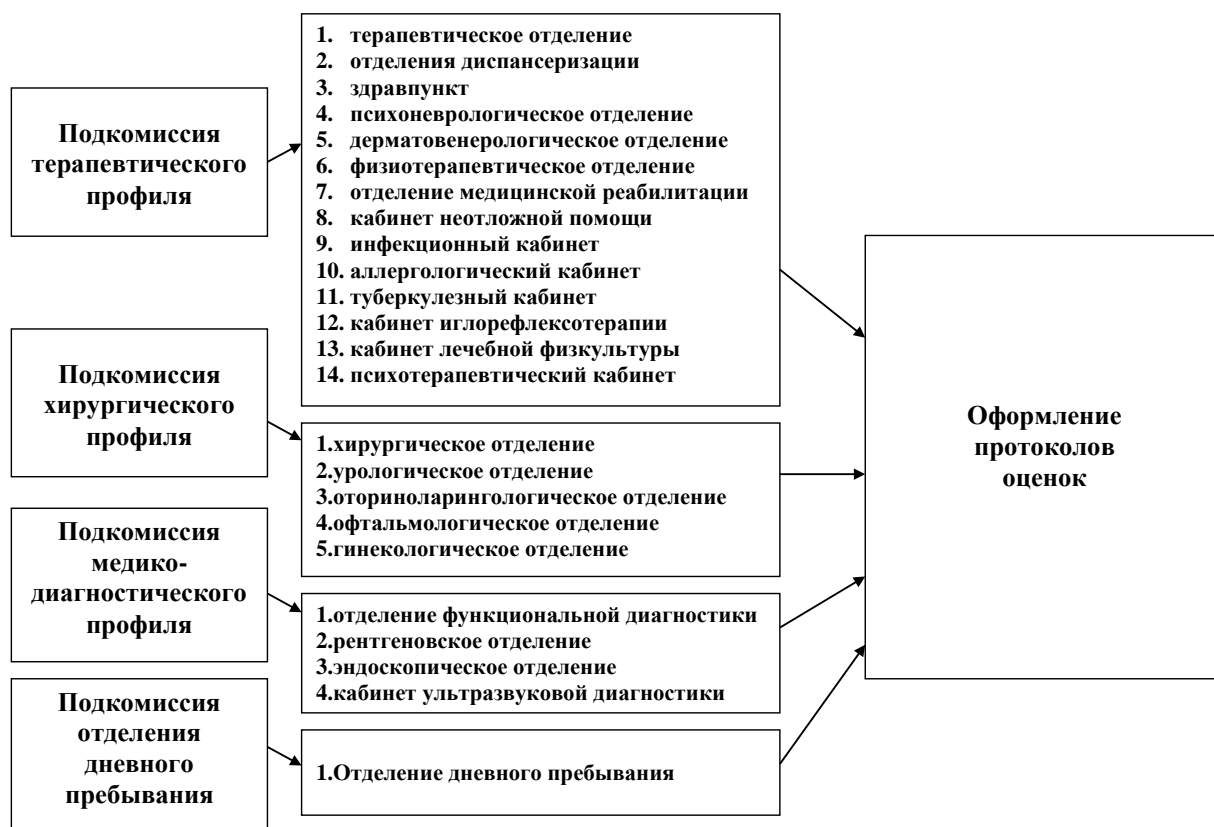 Подкомиссия
терапевтического
профиля
1. терапевтическое отделение
2. отделения диспансеризации
3. здравпункт
4. психоневрологическое отделение
5. дерматовенерологическое отделение
6. физиотерапевтическое отделение
7. отделение медицинской реабилитации
8. кабинет неотложной помощи
9. инфекционный кабинет
10. аллергологический кабинет
11. туберкулезный кабинет
12. кабинет иглорефлексотерапии
13. кабинет лечебной физкультуры
14. психотерапевтический кабинет
Подкомиссия
хирургического
профиля
1.хирургическое отделение
2.урологическое отделение
3.оториноларингологическое отделение
4.офтальмологическое отделение
5.гинекологическое отделение
Подкомиссия
медико-
диагностического
профиля
1.отделение функциональной диагностики
2.рентгеновское отделение
3.эндоскопическое отделение
4.кабинет ультразвуковой диагностики
Подкомиссия
отделения
дневного
пребывания
1.Отделение дневного пребывания
Оформление
протоколов
оценок